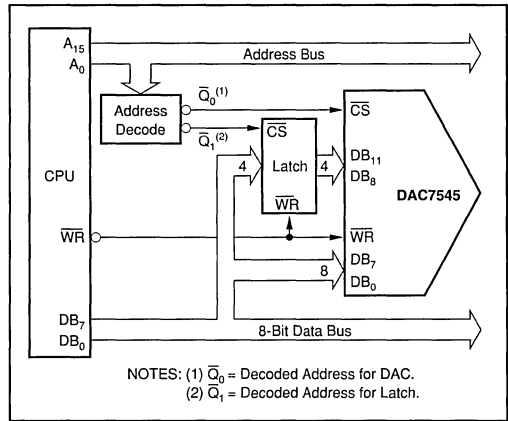 A15
A0
Address Bus
Address Decode
Q̅0(1)
Q̅1(2)
C̅S̅
C̅S̅
CPU
4
Latch
4
DB11
DB8
DAC7545
W̅R̅
W̅R̅
W̅R̅
8
DB7
DB0
DB7
DB0
8-Bit Data Bus
NOTES: (1) Q̅0 = Decoded Address for DAC.
(2) Q̅1 = Decoded Address for Latch.